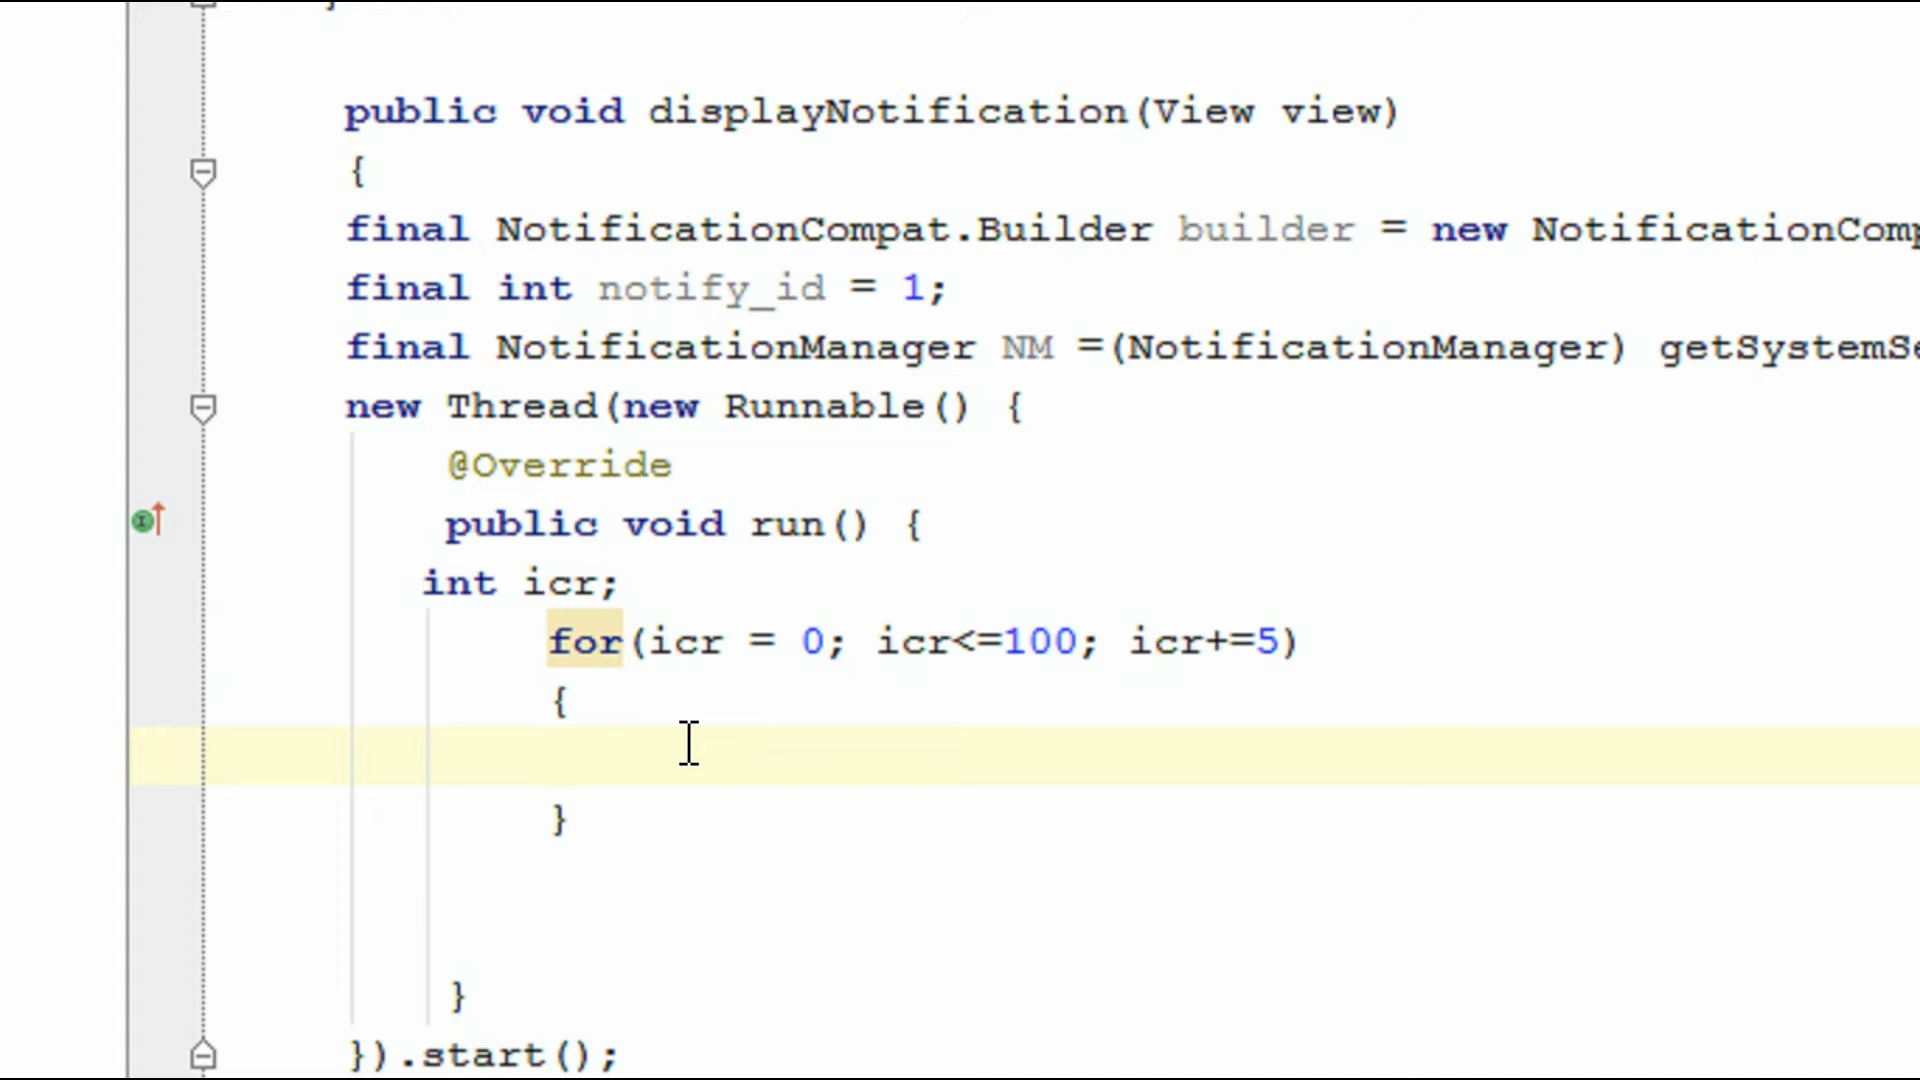 }
public void displayNotification(View view)
{
final NotificationCompat.Builder builder = new NotificationComp
final int notify_id = 1;
final NotificationManager NM =(NotificationManager) getSystemSe
new Thread(new Runnable() {
@Override
public void run() {
int icr;
for(icr = 0; icr<=100; icr+=5)
{
}
}
}).start();